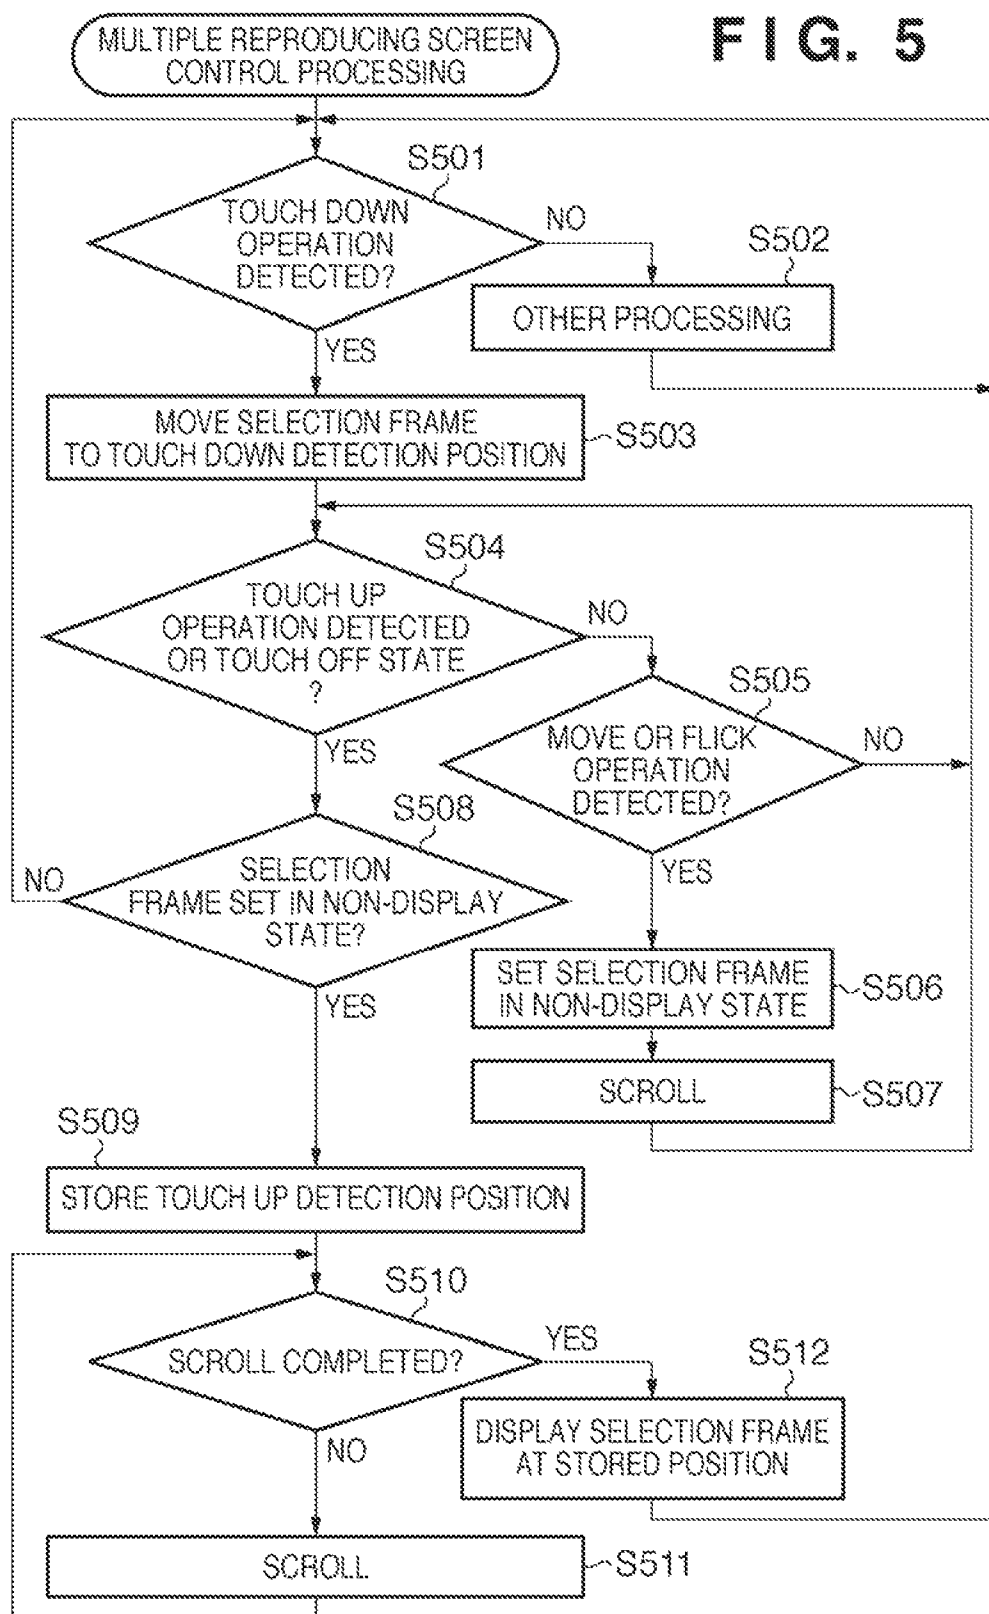 FIG. 5
MULTIPLE REPRODUCING SCREEN
CONTROL PROCESSING
S501
TOUCH DOWN
OPERATION
DETECTED?
NO
S502
OTHER PROCESSING
YES
MOVE SELECTION FRAME
TO TOUCH DOWN DETECTION POSITION
S503
S504
TOUCH UP
OPERATION DETECTED
OR TOUCH OFF STATE
?
NO
S505
MOVE OR FLICK
OPERATION
DETECTED?
NO
YES
YES
S508
SELECTION
FRAME SET IN NON-DISPLAY
STATE?
NO
YES
SET SELECTION FRAME
IN NON-DISPLAY STATE
S506
SCROLL
S507
S509
STORE TOUCH UP DETECTION POSITION
S510
SCROLL COMPLETED?
YES
S512
DISPLAY SELECTION FRAME
AT STORED POSITION
NO
SCROLL
S511